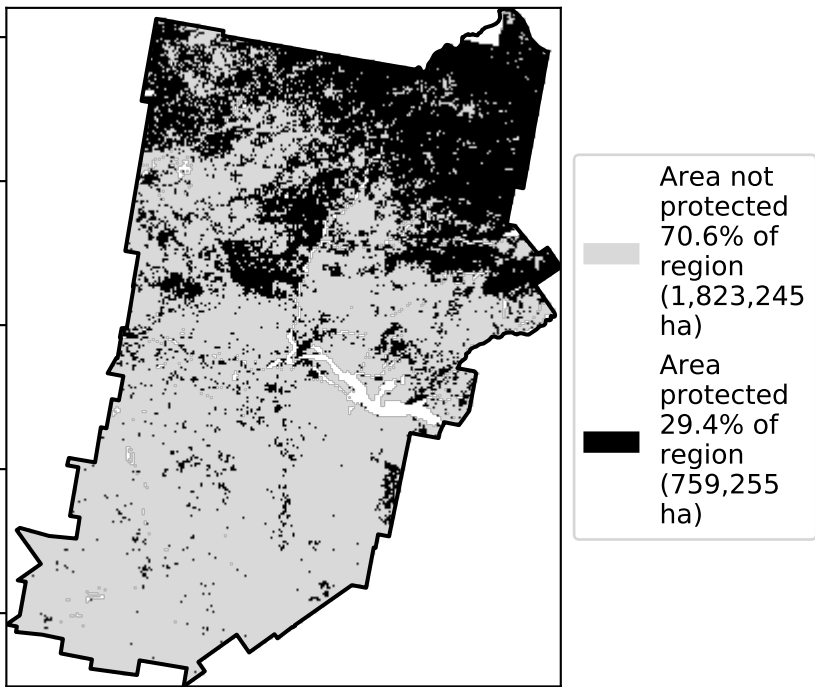 Area not
protected
70.6% of
region
(1,823,245
ha)
Area
protected
29.4% of
region
(759,255
ha)